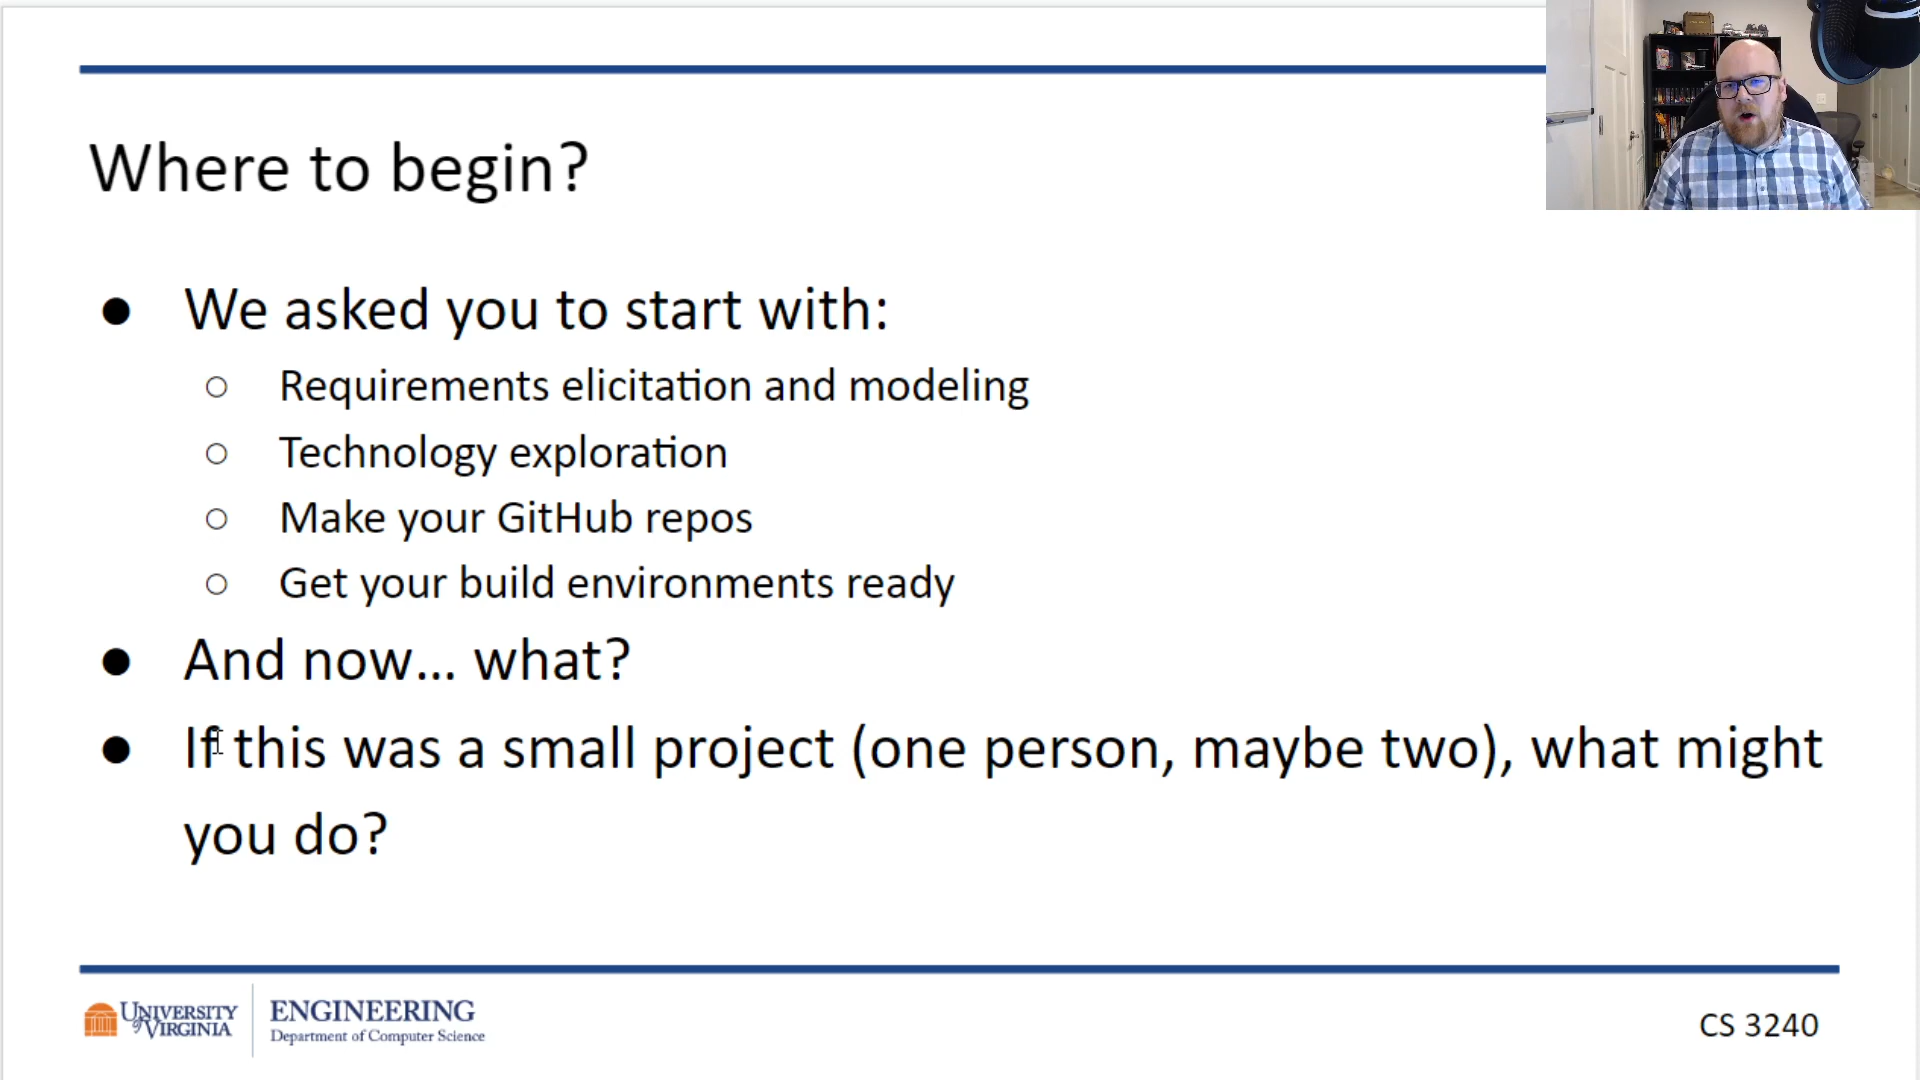 Where to begin?
● We asked you to start with:
○ Requirements elicitation and modeling
○ Technology exploration
○ Make your GitHub repos
○ Get your build environments ready
● And now... what?
● If this was a small project (one person, maybe two), what might
you do?
UNIVERSITY
of VIRGINIA
ENGINEERING
Department of Computer Science
CS 3240